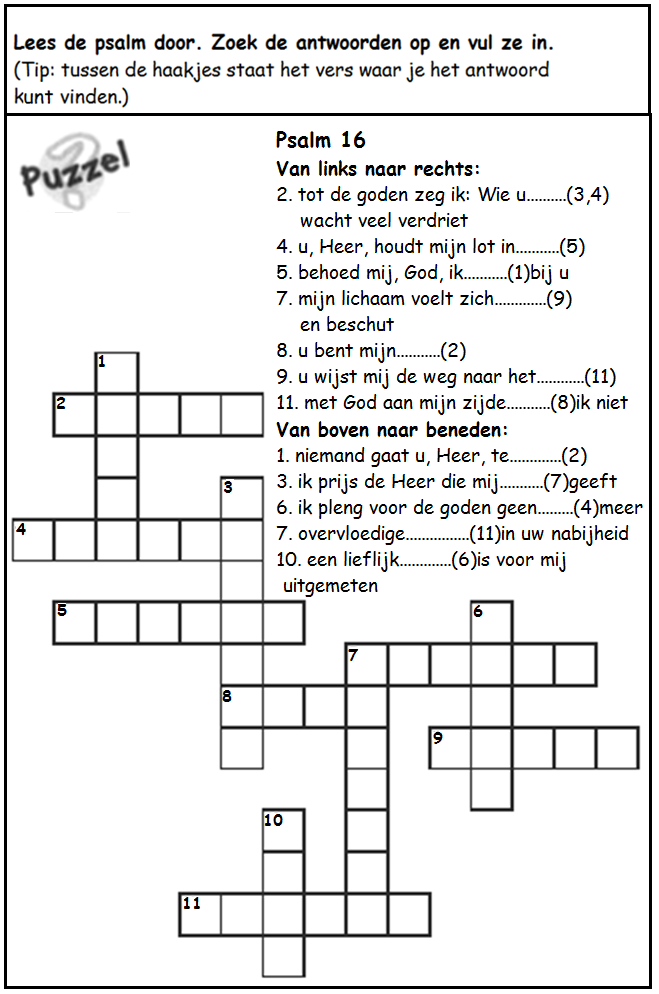 Lees de psalm door. Zoek de antwoorden op en vul ze in.
(Tip: tussen de haakjes staat het vers waar je het antwoord
kunt vinden.)
Puzzel
Psalm 16
Van links naar rechts:
2. tot de goden zeg ik: Wie u..........(3,4)
wacht veel verdriet
4. u, Heer, houdt mijn lot in...........(5)
5. behoed mij, God, ik...........(1)bij u
7. mijn lichaam voelt zich.............(9)
en beschut
8. u bent mijn...........(2)
9. u wijst mij de weg naar het............(11)
11. met God aan mijn zijde...........(8)ik niet
Van boven naar beneden:
1. niemand gaat u, Heer, te.............(2)
3. ik prijs de Heer die mij...........(7)geeft
6. ik pleng voor de goden geen.........(4)meer
7. overvloedige................(11)in uw nabijheid
10. een lieflijk.............(6)is voor mij
uitgemeten
1
2
3
4
5
6
7
8
9
10
11